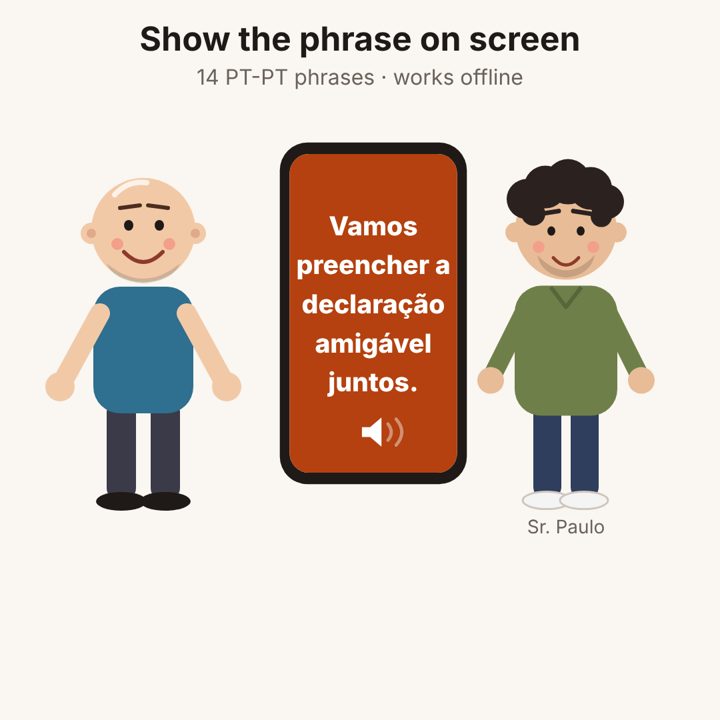 Show the phrase on screen
14 PT-PT phrases · works offline
Vamos
preencher a
declaração
amigável
juntos.
Sr. Paulo